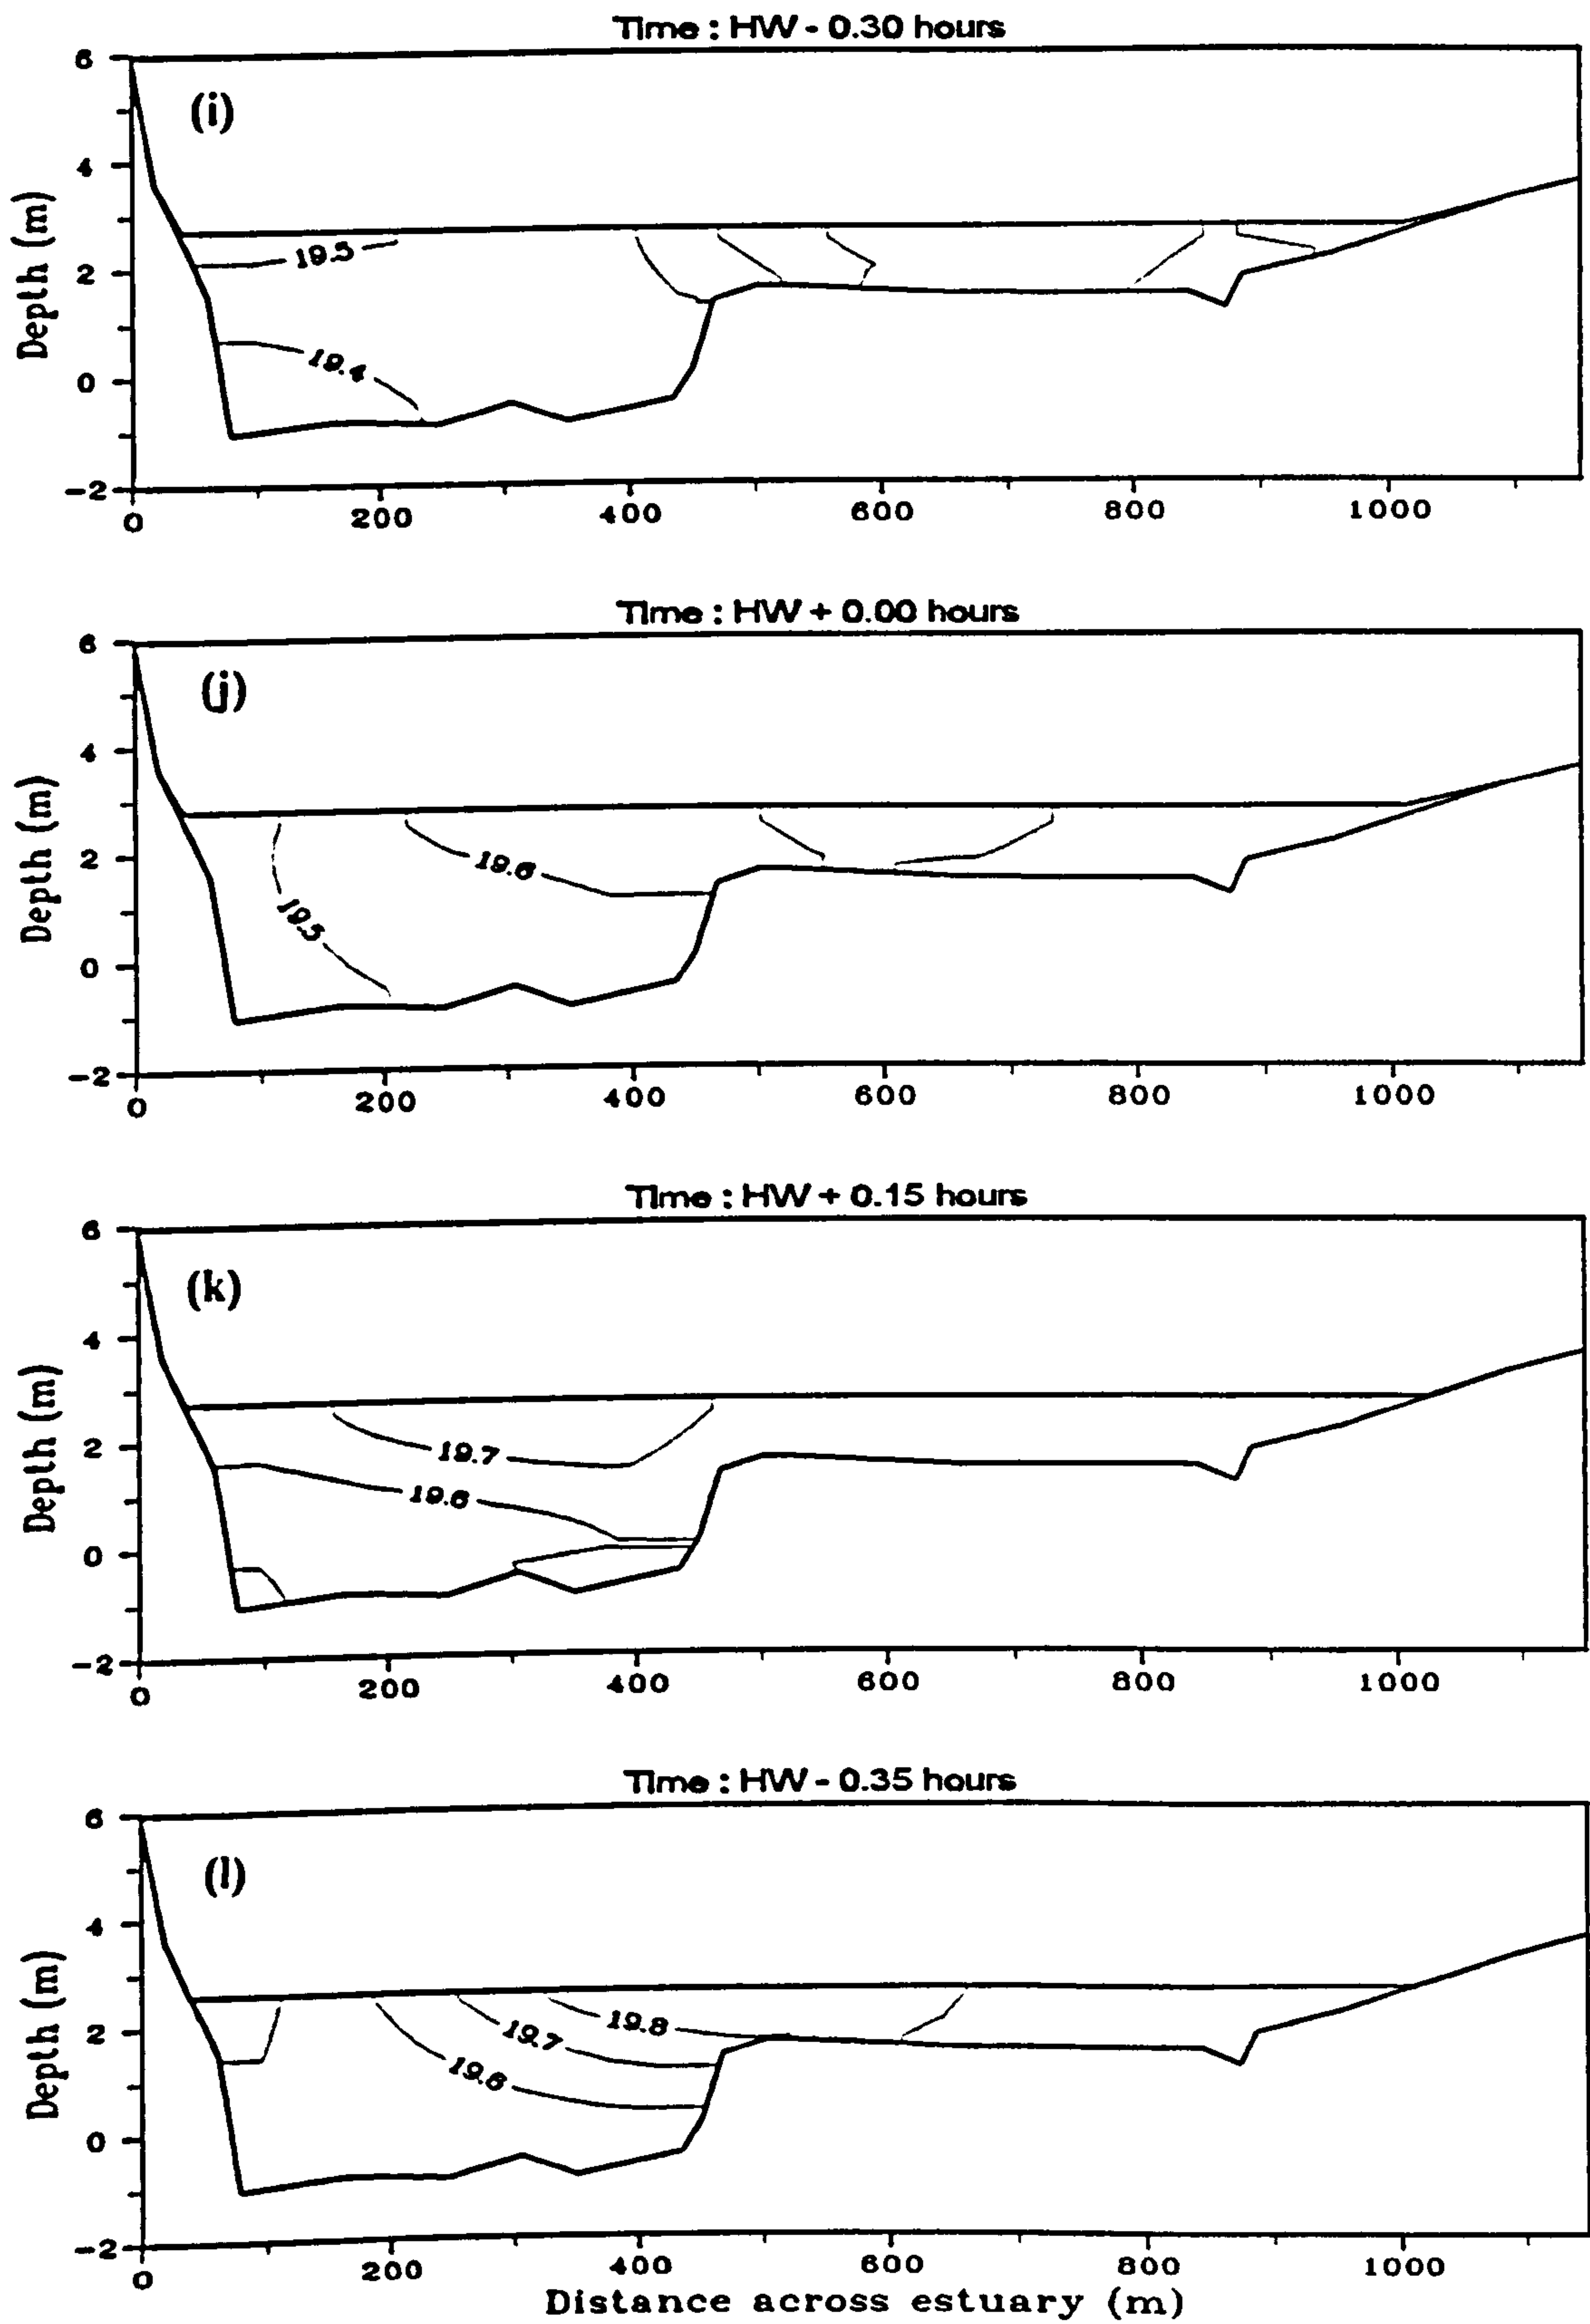 Time : HW - 0.30 hours
6
(i)
4
Depth (m)
19.5
2
19.4
0
-2
0 200 400 600 800 1000
Time : HW + 0.00 hours
6
(j)
4
Depth (m)
2
19.6
19.5
0
-2
0 200 400 600 800 1000
Time : HW + 0.15 hours
6
(k)
4
Depth (m)
2
19.7
19.6
0
-2
0 200 400 600 800 1000
Time : HW - 0.35 hours
6
(l)
4
Depth (m)
19.8
2
19.7
19.6
0
-2
0 200 400 600 800 1000
Distance across estuary (m)